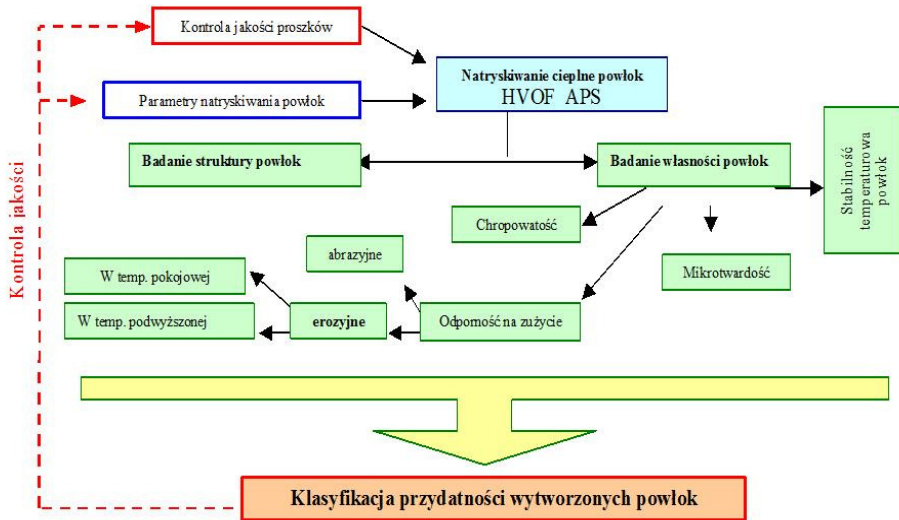 Kontrola jakości proszków
Natryskiwanie cieplne powłok
HVOF APS
Parametry natryskiwania powłok
Kontrola jakości
Badanie struktury powłok
Badanie własności powłok
Stabilność
temperaturowa
powłok
Chropowatość
abrazyjne
Mikrotwardość
W temp. pokojowej
W temp. podwyższonej
erozyjne
Odporność na zużycie
Klasyfikacja przydatności wytworzonych powłok